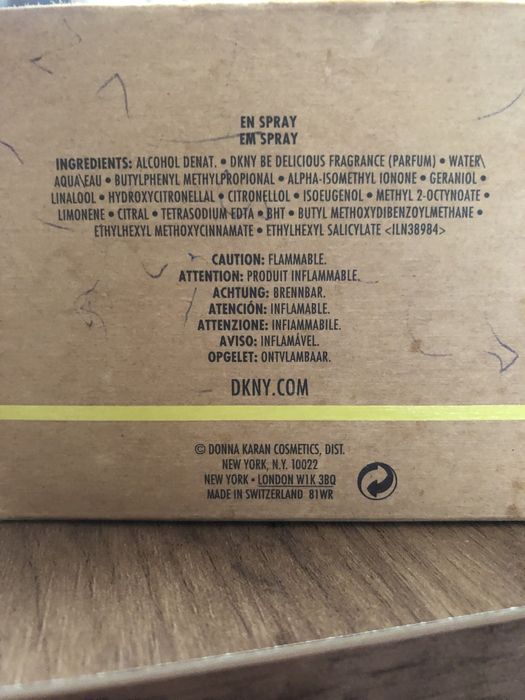 EN SPRAY
EM SPRAY
INGREDIENTS: ALCOHOL DENAT. • DKNY BE DELICIOUS FRAGRANCE (PARFUM) • WATER\
AQUA\EAU • BUTYLPHENYL METHYLPROPIONAL • ALPHA-ISOMETHYL IONONE • GERANIOL •
LINALOOL • HYDROXYCITRONELLAL • CITRONELLOL • ISOEUGENOL • METHYL 2-OCTYNOATE •
LIMONENE • CITRAL • TETRASODIUM EDTA • BHT • BUTYL METHOXYDIBENZOYLMETHANE •
ETHYLHEXYL METHOXYCINNAMATE • ETHYLHEXYL SALICYLATE <ILN38984>
CAUTION: FLAMMABLE.
ATTENTION: PRODUIT INFLAMMABLE.
ACHTUNG: BRENNBAR.
ATENCIÓN: INFLAMABLE.
ATTENZIONE: INFIAMMABILE.
AVISO: INFLAMÁVEL.
OPGELET: ONTVLAMBAAR.
DKNY.COM
© DONNA KARAN COSMETICS, DIST.
NEW YORK, N.Y. 10022
NEW YORK • LONDON W1K 3BQ
MADE IN SWITZERLAND 81WR